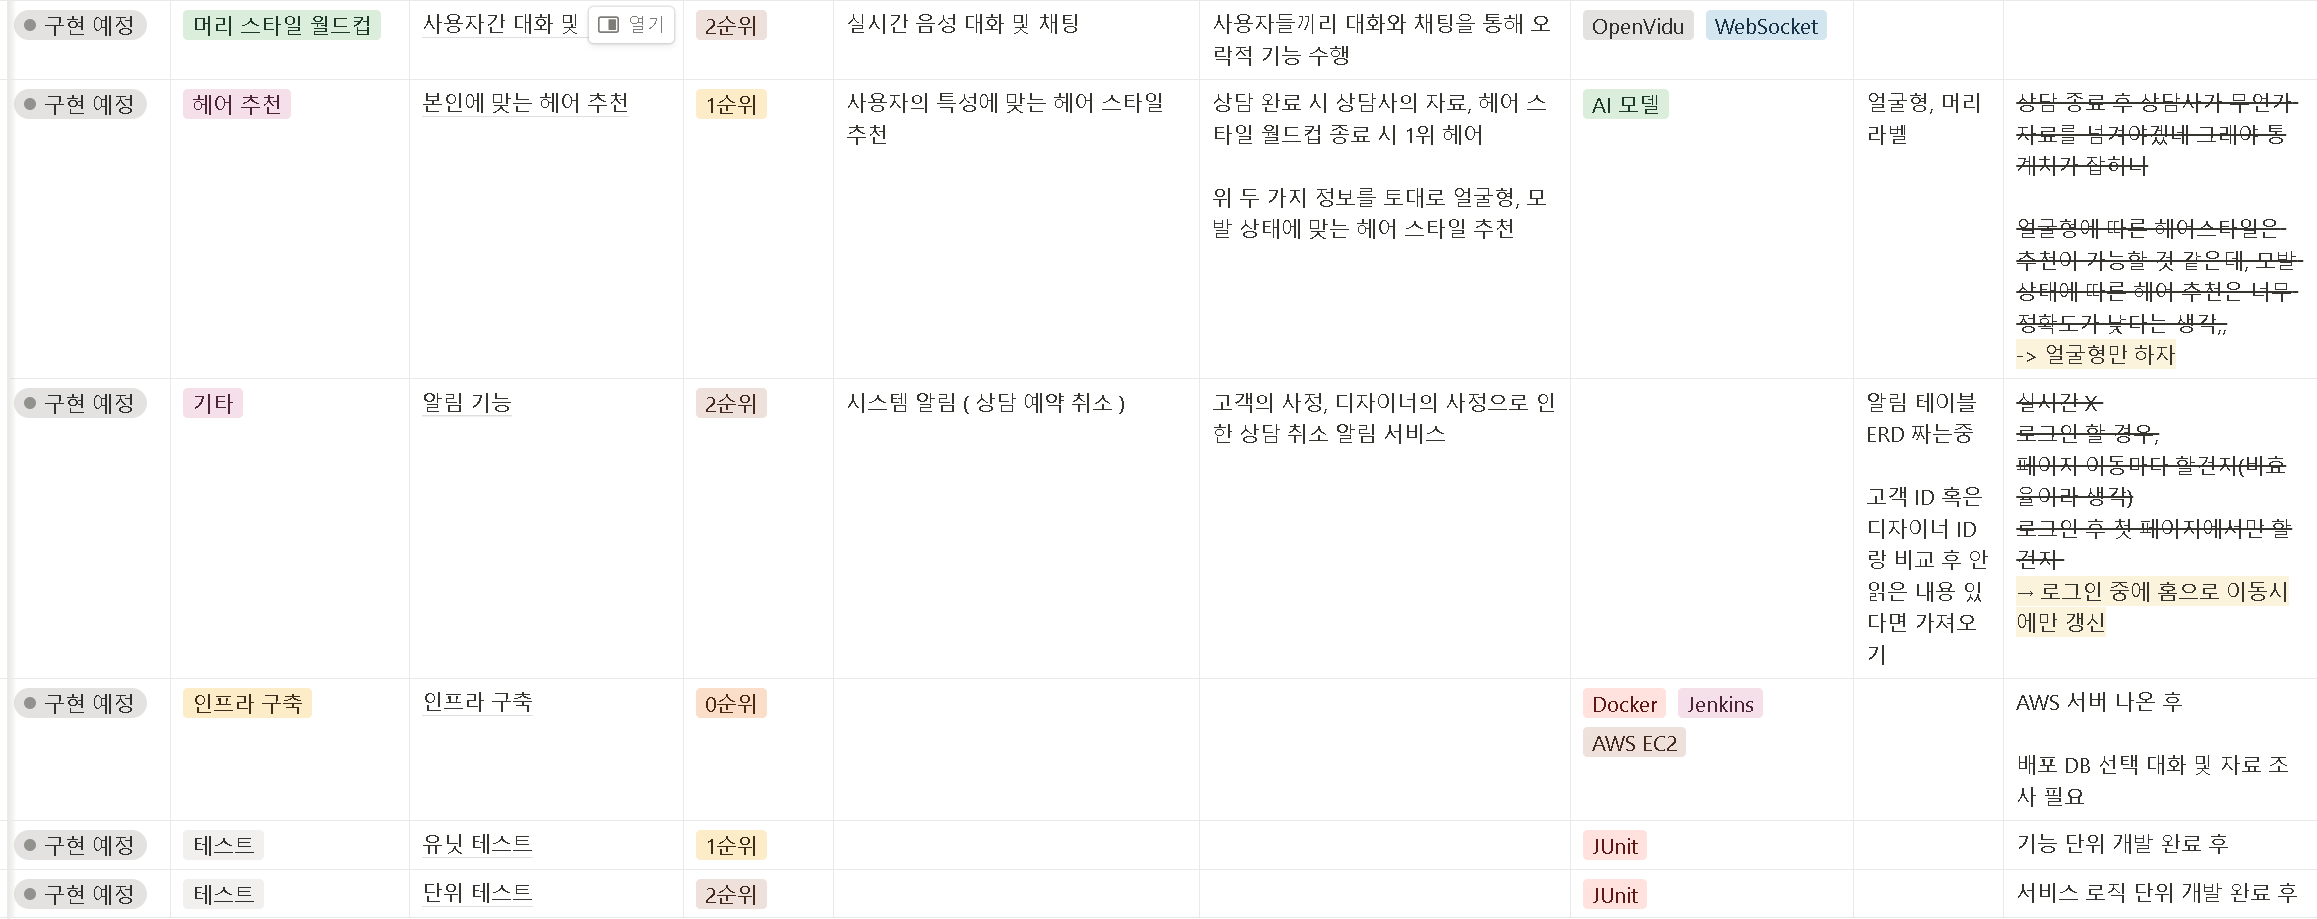 구현 예정
머리 스타일 월드컵
사용자간 대화 및
열기
2순위
실시간 음성 대화 및 채팅
사용자들끼리 대화와 채팅을 통해 오
락적 기능 수행
OpenVidu WebSocket
구현 예정
헤어 추천
본인에 맞는 헤어 추천
1순위
사용자의 특성에 맞는 헤어 스타일
추천
상담 완료 시 상담사의 자료, 헤어 스
타일 월드컵 종료 시 1위 헤어
위 두 가지 정보를 토대로 얼굴형, 모
발 상태에 맞는 헤어 스타일 추천
AI 모델
얼굴형, 머리
라벨
상담 종료 후 상담사가 무언가
자료를 넘겨야겠네 그래야 통
계치가 잡히니
얼굴형에 따른 헤어스타일은
추천이 가능할 것 같은데, 모발
상태에 따른 헤어 추천은 너무
정확도가 낮다는 생각,,
-> 얼굴형만 하자
구현 예정
기타
알림 기능
2순위
시스템 알림 ( 상담 예약 취소 )
고객의 사정, 디자이너의 사정으로 인
한 상담 취소 알림 서비스
알림 테이블
ERD 짜는중
고객 ID 혹은
디자이너 ID
랑 비교 후 안
읽은 내용 있
다면 가져오
기
실시간 X
로그인 할 경우,
페이지 이동마다 할건지(비효
율이라 생각)
로그인 후 첫 페이지에서만 할
건지
→ 로그인 중에 홈으로 이동시
에만 갱신
구현 예정
인프라 구축
인프라 구축
0순위
Docker Jenkins
AWS EC2
AWS 서버 나온 후
배포 DB 선택 대화 및 자료 조
사 필요
구현 예정
테스트
유닛 테스트
1순위
JUnit
기능 단위 개발 완료 후
구현 예정
테스트
단위 테스트
2순위
JUnit
서비스 로직 단위 개발 완료 후